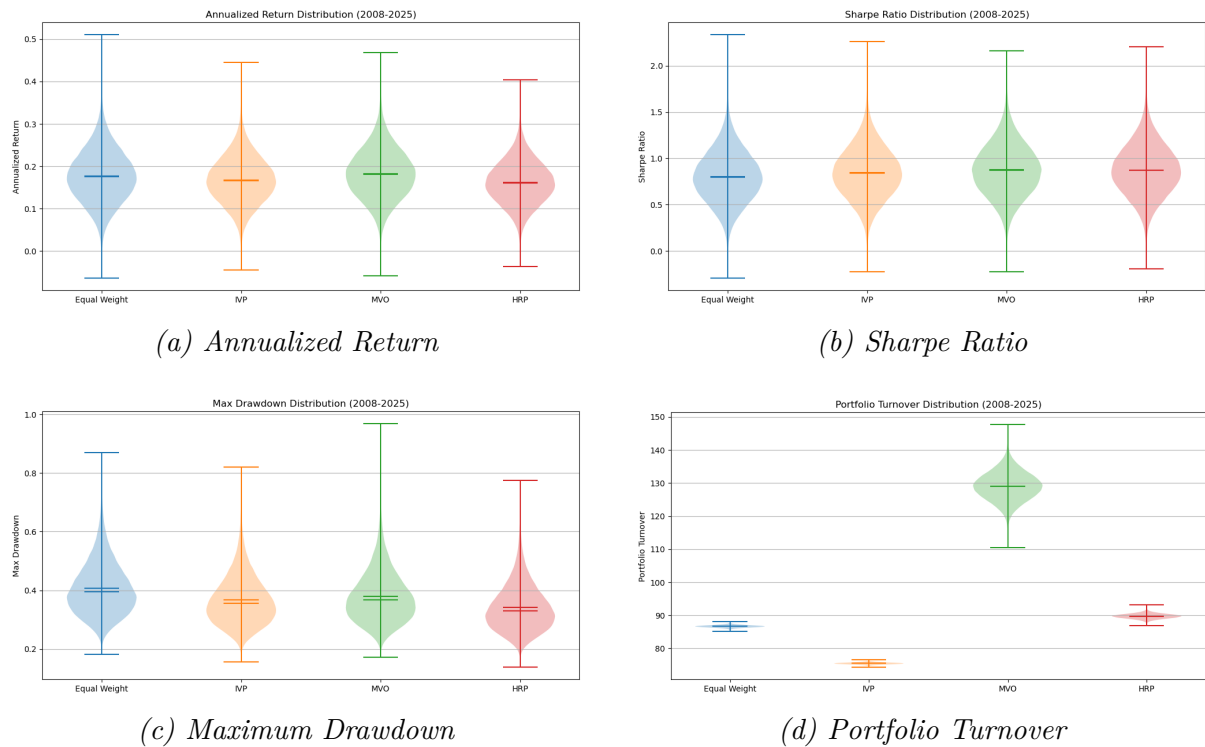 Annualized Return Distribution (2008-2025)
0.5
0.4
0.3
0.2
0.1
0.0
Annualized Return
Equal Weight IVP MVO HRP
(a) Annualized Return
Sharpe Ratio Distribution (2008-2025)
2.0
1.5
1.0
0.5
0.0
Sharpe Ratio
Equal Weight IVP MVO HRP
(b) Sharpe Ratio
Max Drawdown Distribution (2008-2025)
1.0
0.8
0.6
0.4
0.2
Max Drawdown
Equal Weight IVP MVO HRP
(c) Maximum Drawdown
Portfolio Turnover Distribution (2008-2025)
150
140
130
120
110
100
90
80
Portfolio Turnover
Equal Weight IVP MVO HRP
(d) Portfolio Turnover